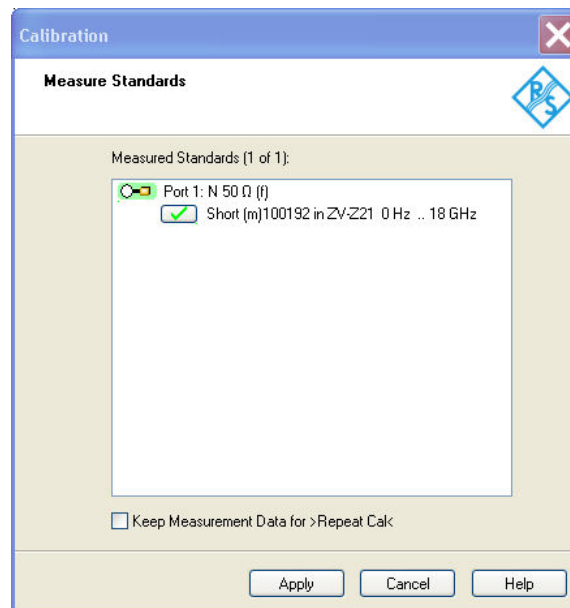 Calibration
Measure Standards
R
S
Measured Standards (1 of 1):
Port 1: N 50 Ω (f)
Short (m)100192 in ZV-Z21 0 Hz .. 18 GHz
Keep Measurement Data for >Repeat Cal<
Apply Cancel Help